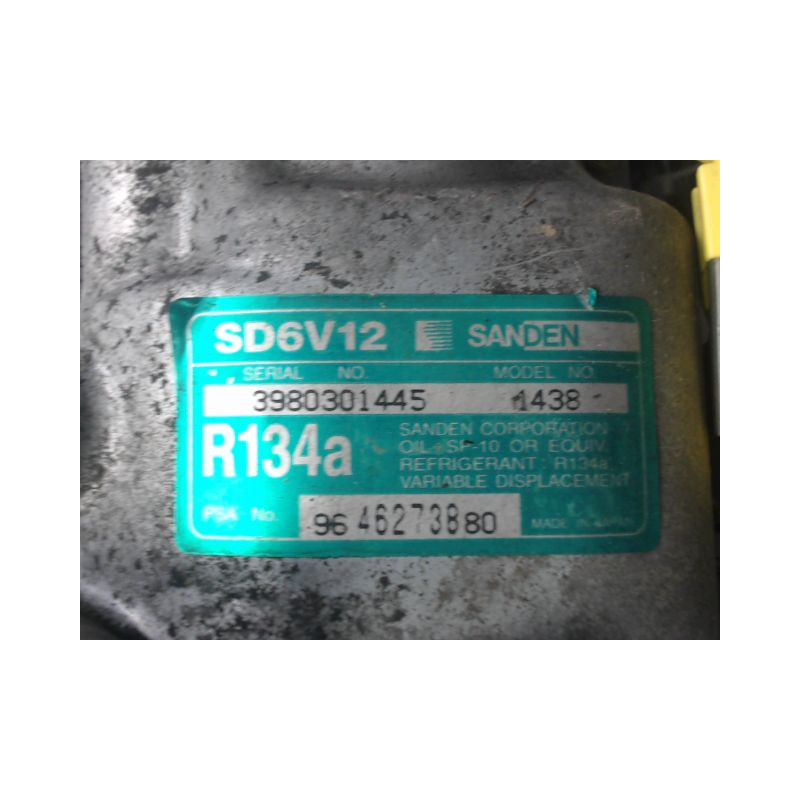 SD6V12 SANDEN
SERIAL NO. MODEL NO.
3980301445 1438
R134a
SANDEN CORPORATION
OIL: SP-10 OR EQUIV.
REFRIGERANT: R134a
VARIABLE DISPLACEMENT
PSA No. 96 462738 80
MADE IN JAPAN